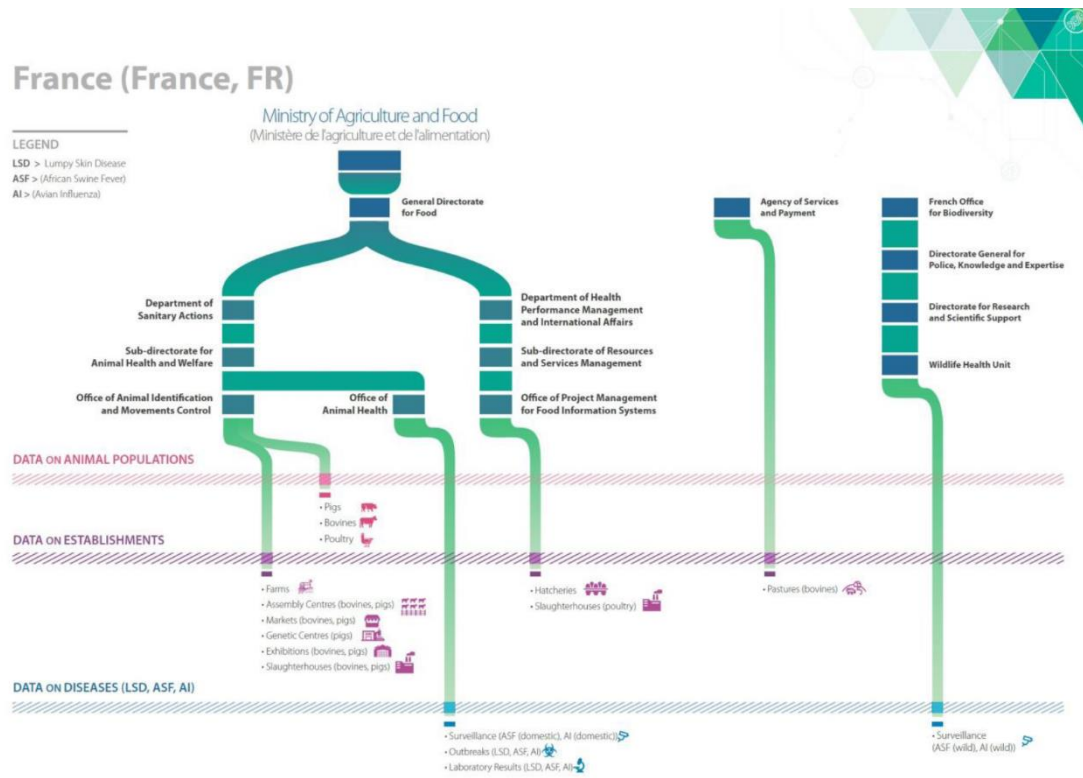 France (France, FR)
Ministry of Agriculture and Food
(Ministère de l'agriculture et de l'alimentation)
LEGEND
LSD > Lumpy Skin Disease
ASF > (African Swine Fever)
AI > (Avian Influenza)
General Directorate
for Food
Agency of Services
and Payment
French Office
for Biodiversity
Directorate General for
Police, Knowledge and Expertise
Department of
Sanitary Actions
Department of Health
Performance Management
and International Affairs
Directorate for Research
and Scientific Support
Sub-directorate for
Animal Health and Welfare
Sub-directorate of Resources
and Services Management
Wildlife Health Unit
Office of Animal Identification
and Movements Control
Office of
Animal Health
Office of Project Management
for Food Information Systems
DATA ON ANIMAL POPULATIONS
• Pigs
• Bovines
• Poultry
DATA ON ESTABLISHMENTS
• Farms
• Assembly Centres (bovines, pigs)
• Markets (bovines, pigs)
• Genetic Centres (pigs)
• Exhibitions (bovines, pigs)
• Slaughterhouses (bovines, pigs)
• Hatcheries
• Slaughterhouses (poultry)
• Pastures (bovines)
DATA ON DISEASES (LSD, ASF, AI)
• Surveillance (ASF (domestic), AI (domestic))
• Outbreaks (LSD, ASF, AI)
• Laboratory Results (LSD, ASF, AI)
• Surveillance
(ASF (wild), AI (wild))